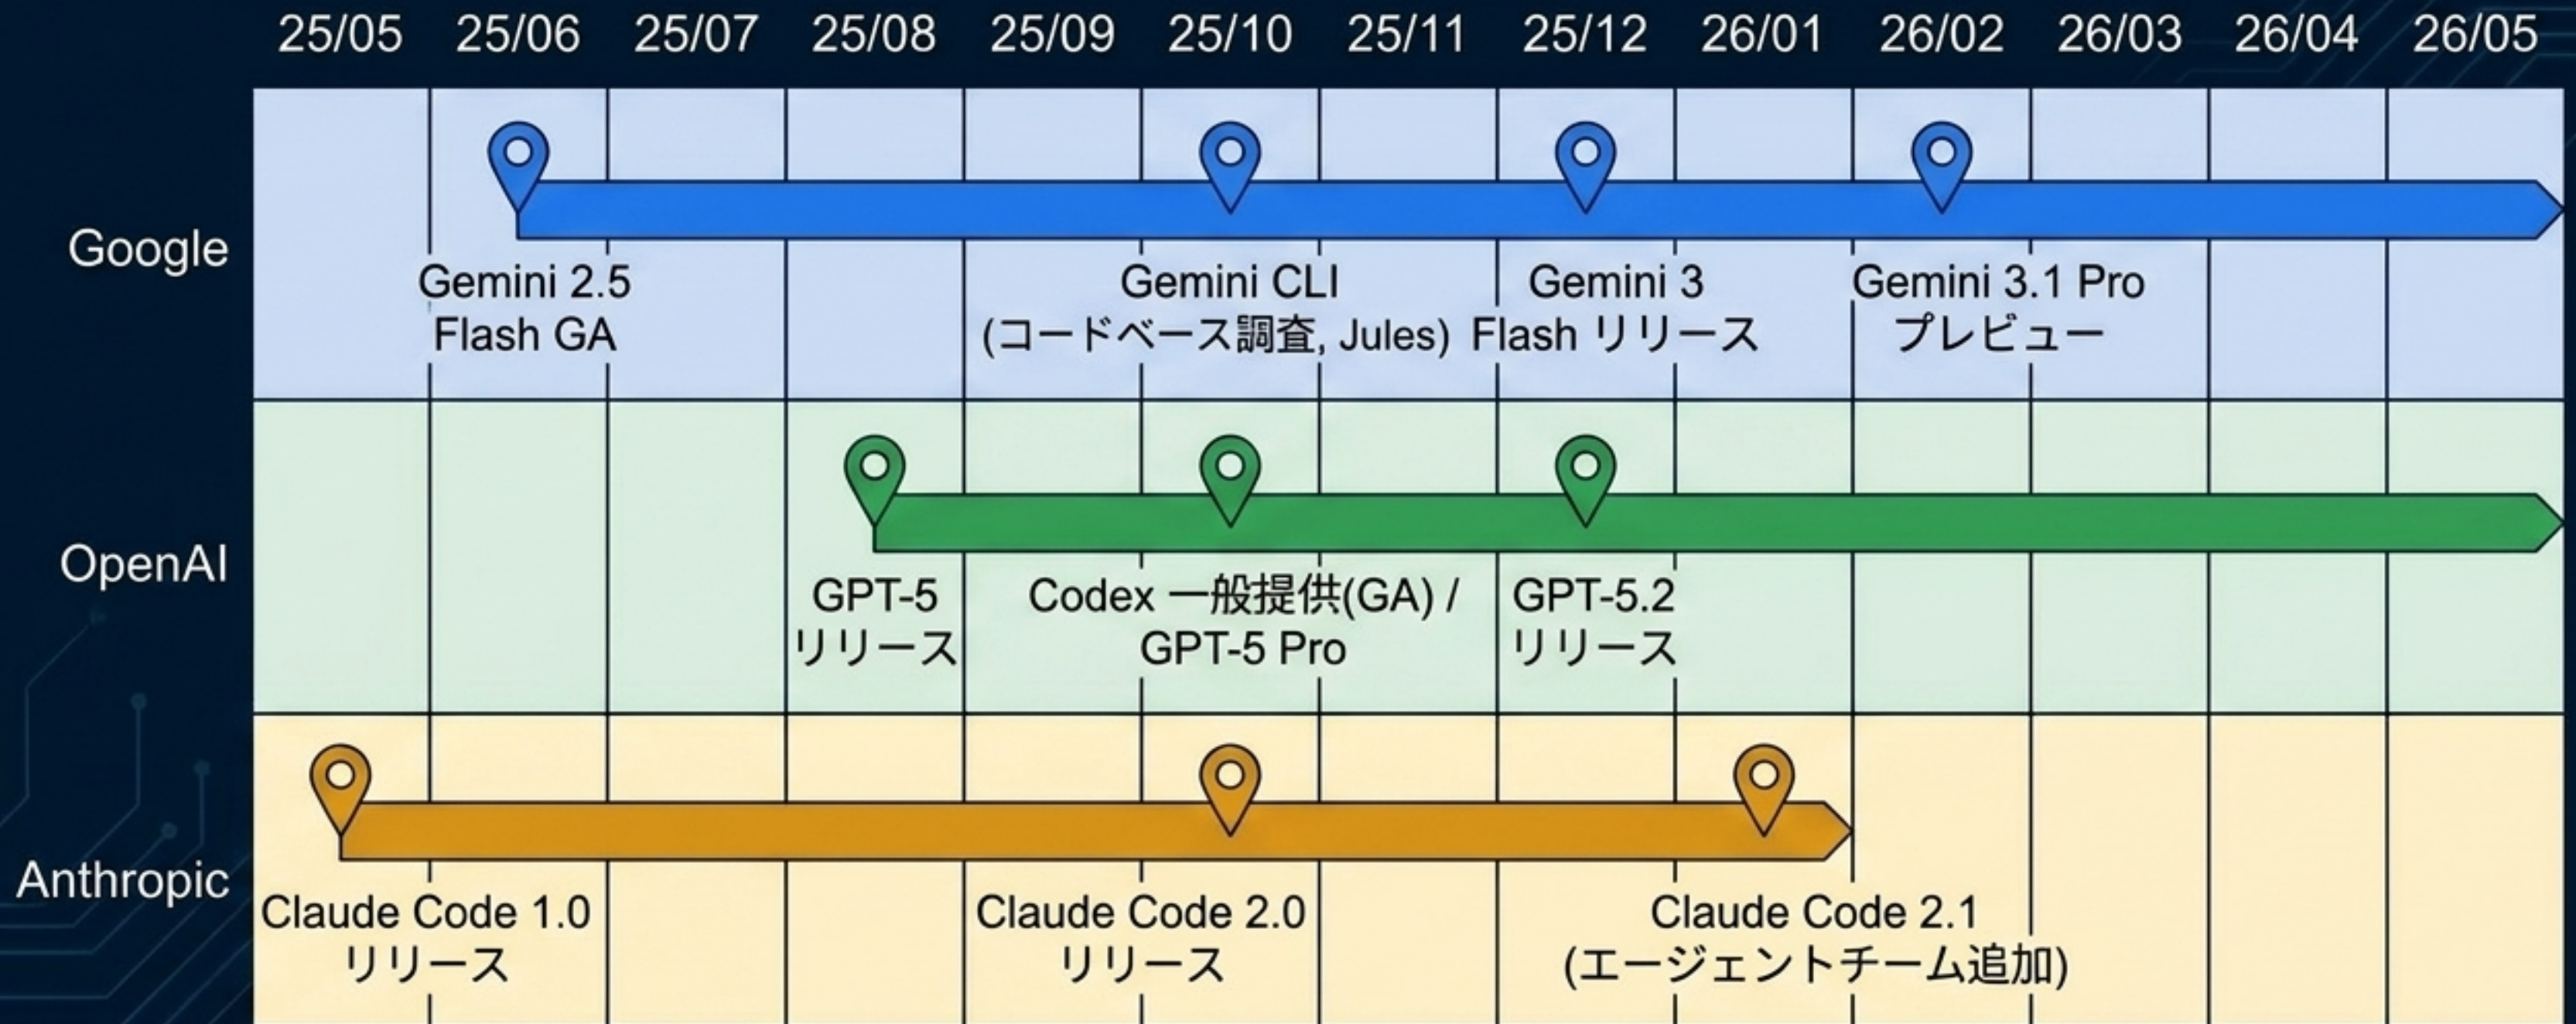 25/05 25/06 25/07 25/08 25/09 25/10 25/11 25/12 26/01 26/02 26/03 26/04 26/05
Google
Gemini 2.5
Flash GA
Gemini CLI
(コードベース調査, Jules)
Gemini 3
Flash リリース
Gemini 3.1 Pro
プレビュー
OpenAI
GPT-5
リリース
Codex 一般提供(GA) /
GPT-5 Pro
GPT-5.2
リリース
Anthropic
Claude Code 1.0
リリース
Claude Code 2.0
リリース
Claude Code 2.1
(エージェントチーム追加)